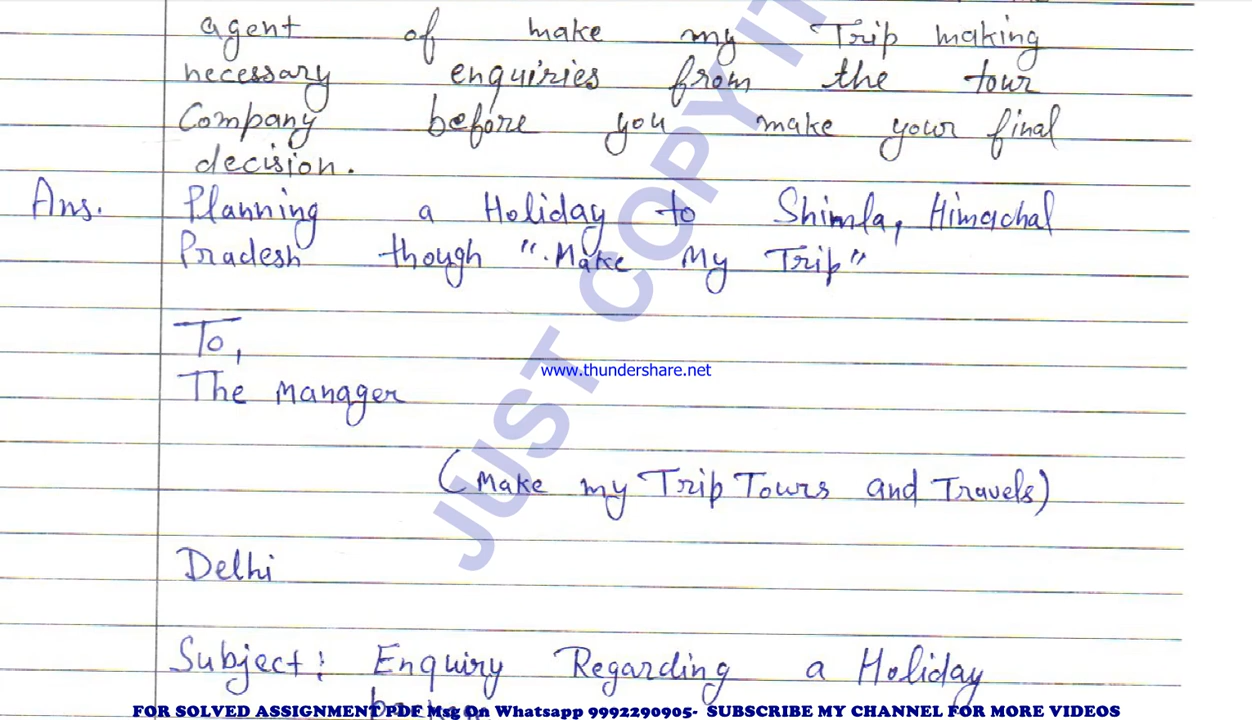 agent of make my Trip making
necessary enquiries from the tour
Company before you make your final
decision.
Ans. Planning a Holiday to Shimla, Himachal
Pradesh though "Make My Trip"
To,
www.thundershare.net
The Manager
(Make my Trip Tours and Travels)
Delhi
Subject: Enquiry Regarding a Holiday
JUST COPY IT
FOR SOLVED ASSIGNMENT PDF Msg On Whatsapp 9992290905- SUBSCRIBE MY CHANNEL FOR MORE VIDEOS